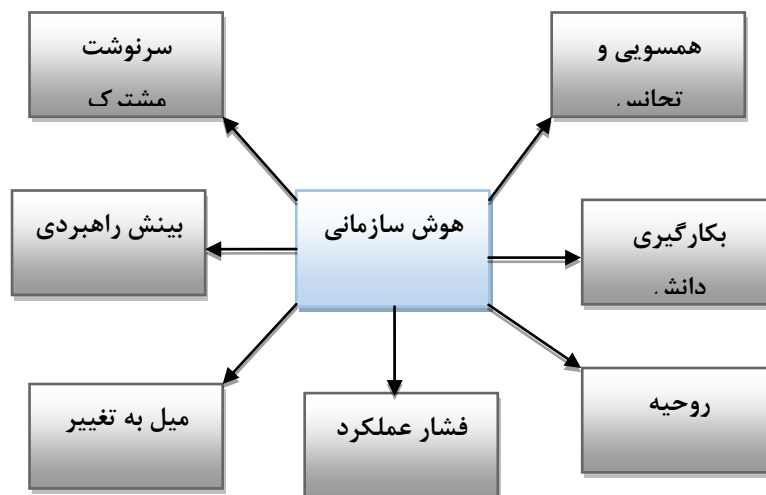 همسویی و
تجانس
سرنوشت
مشترک
هوش سازمانی
بکارگیری
دانش
بینش راهبردی
روحیه
فشار عملکرد
میل به تغییر